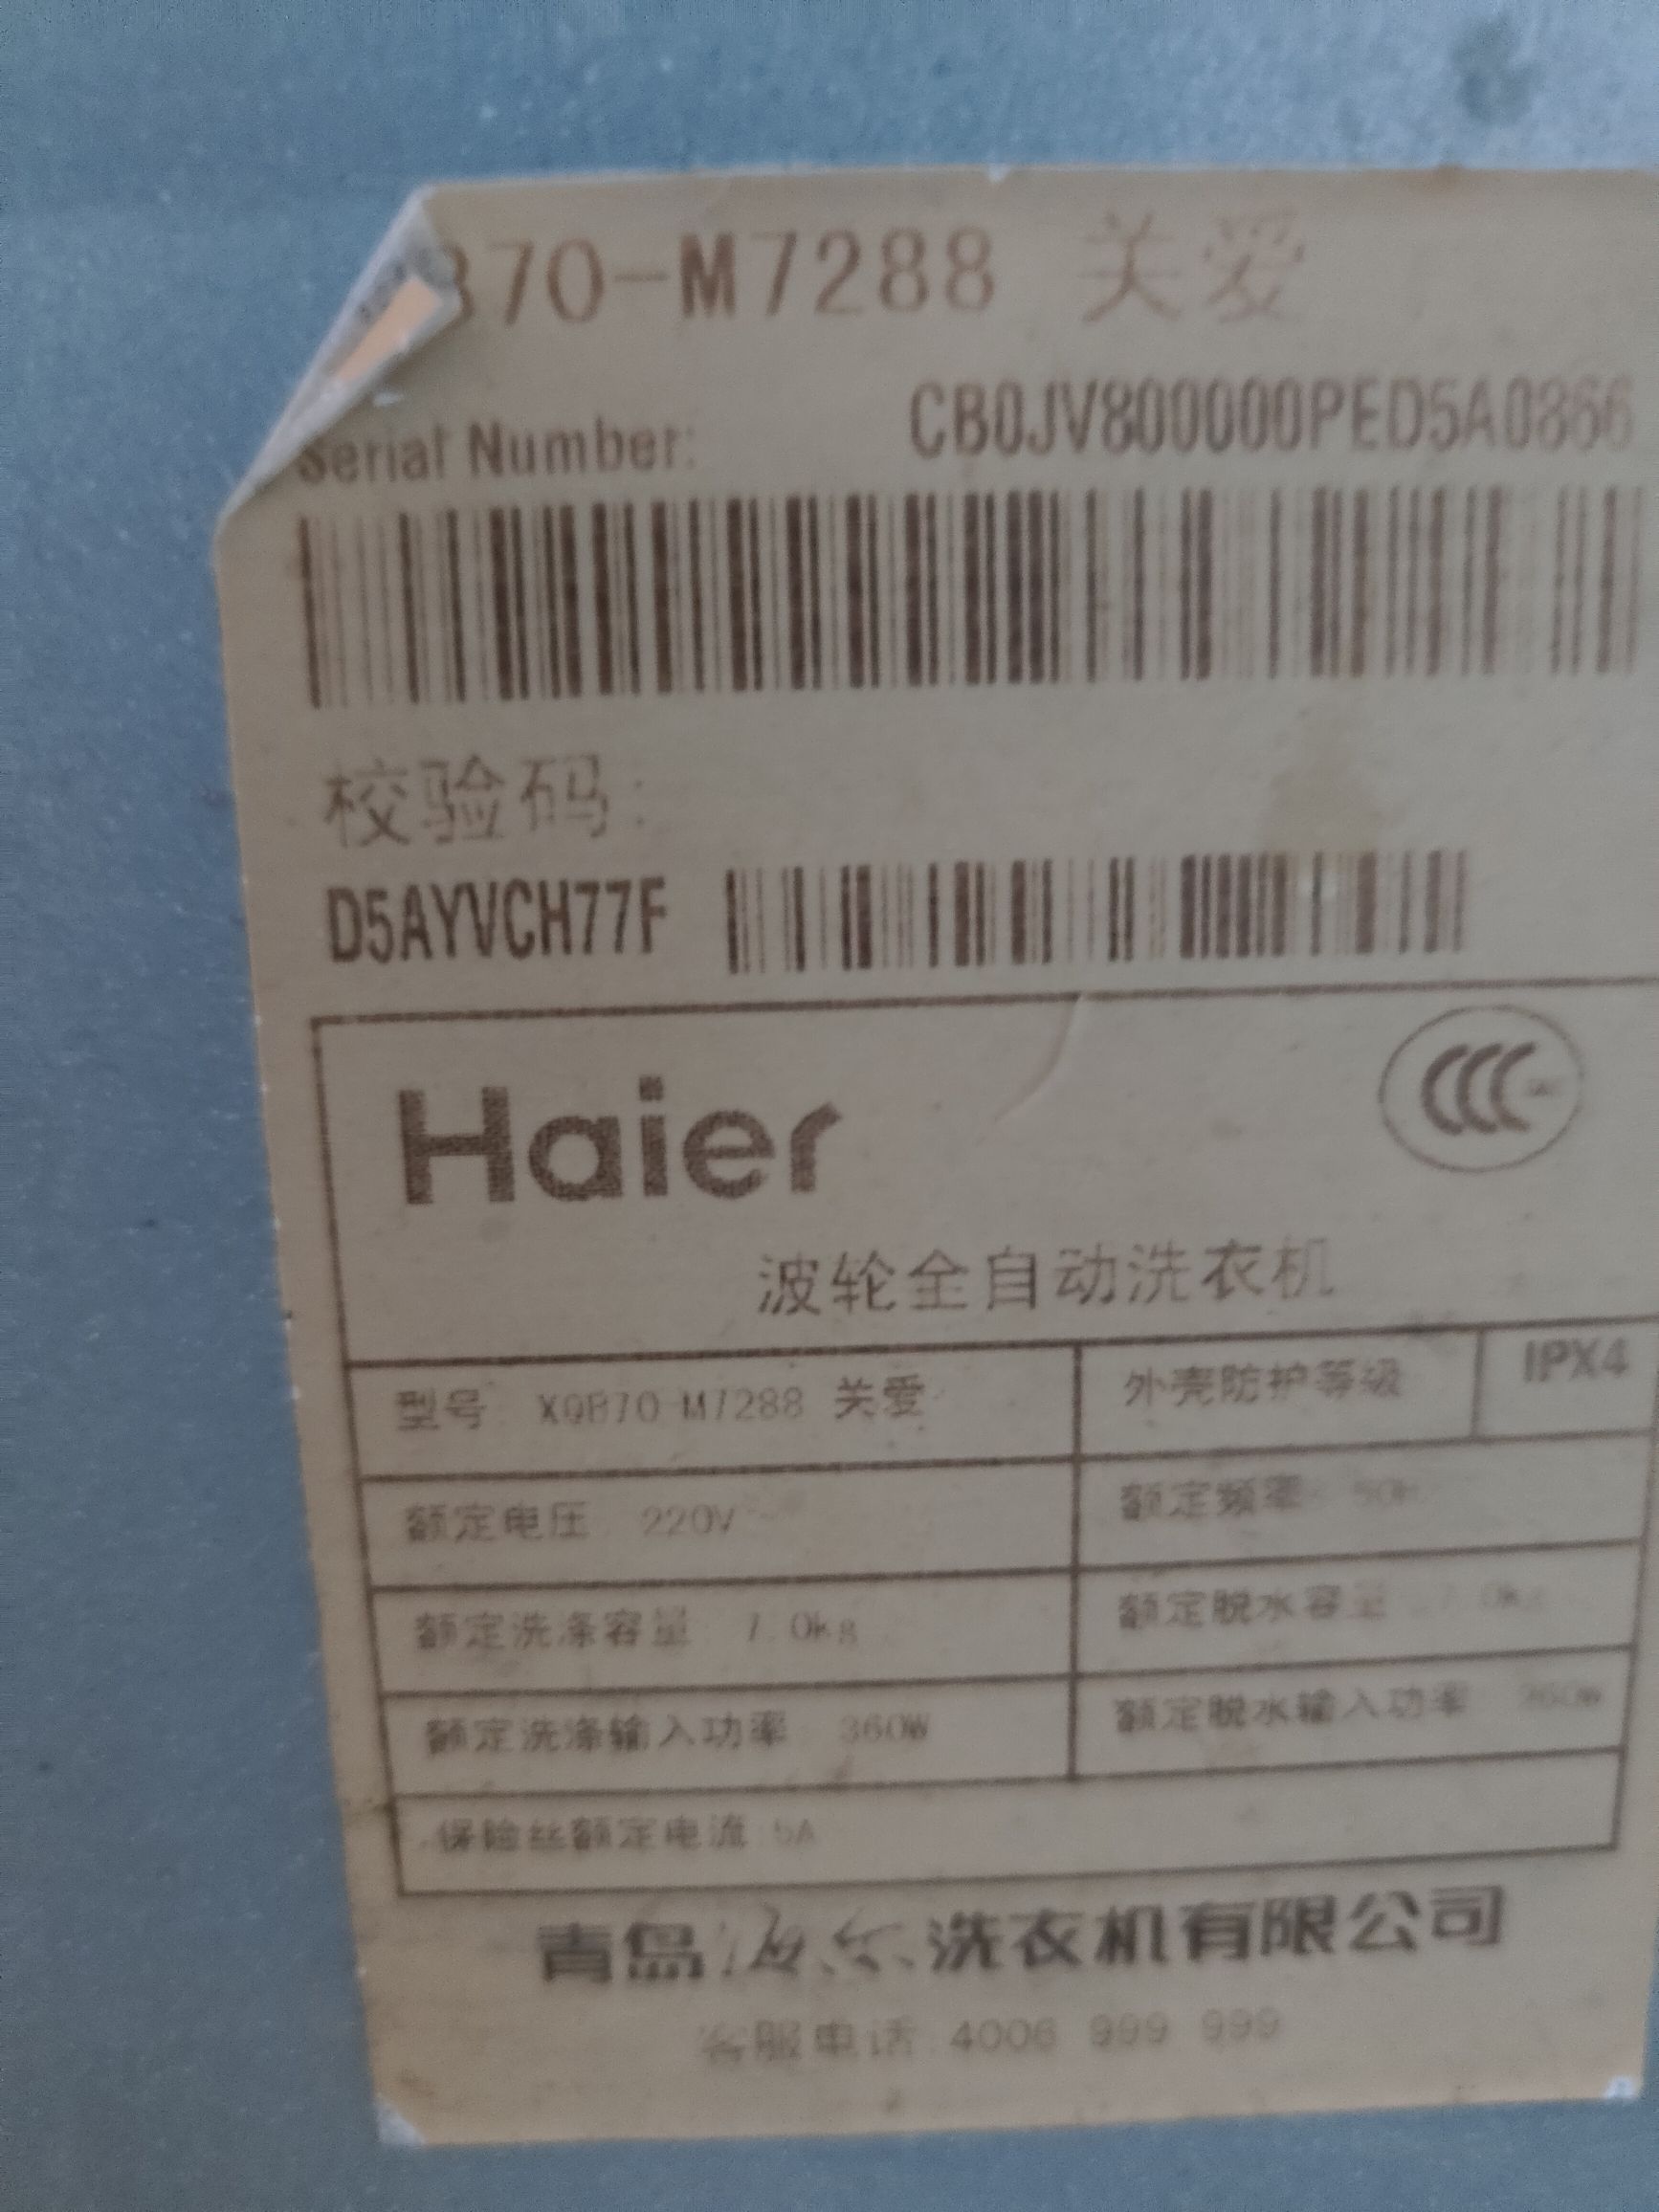 B70-M7288 关爱
Serial Number: CB0JV800000PED5A0866
校验码:
D5AYVCH77F
Haier
CCC
波轮全自动洗衣机
型号 XQB70-M7288 关爱 外壳防护等级 IPX4
额定电压 220V~ 额定频率 50Hz
额定洗涤容量 7.0kg 额定脱水容量 7.0kg
额定洗涤输入功率 360W 额定脱水输入功率
保险丝额定电流 5A
青岛海尔洗衣机有限公司
客服电话 4006 999 999